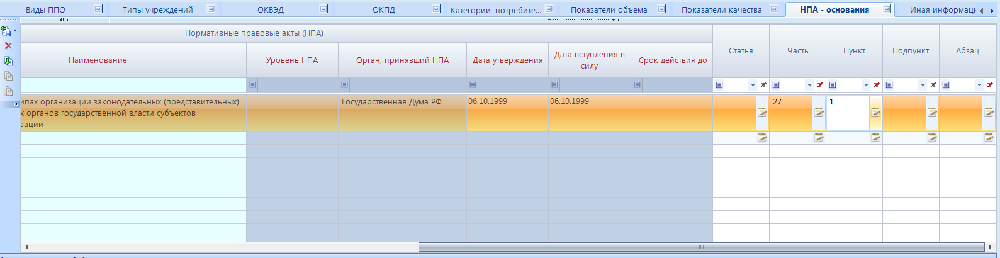 Виды ППО
Типы учреждений
ОКВЭД
ОКПД
Категории потребите...
Показатели объема
Показатели качества
НПА - основания
Иная информаци
Нормативные правовые акты (НПА)
Наименование
Уровень НПА
Орган, принявший НПА
Дата утверждения
Дата вступления в
силу
Срок действия до
Статья
Часть
Пункт
Подпункт
Абзац
ипах организации законодательных (представительных)
х органов государственной власти субъектов
рации
Государственная Дума РФ
06.10.1999
06.10.1999
27
1